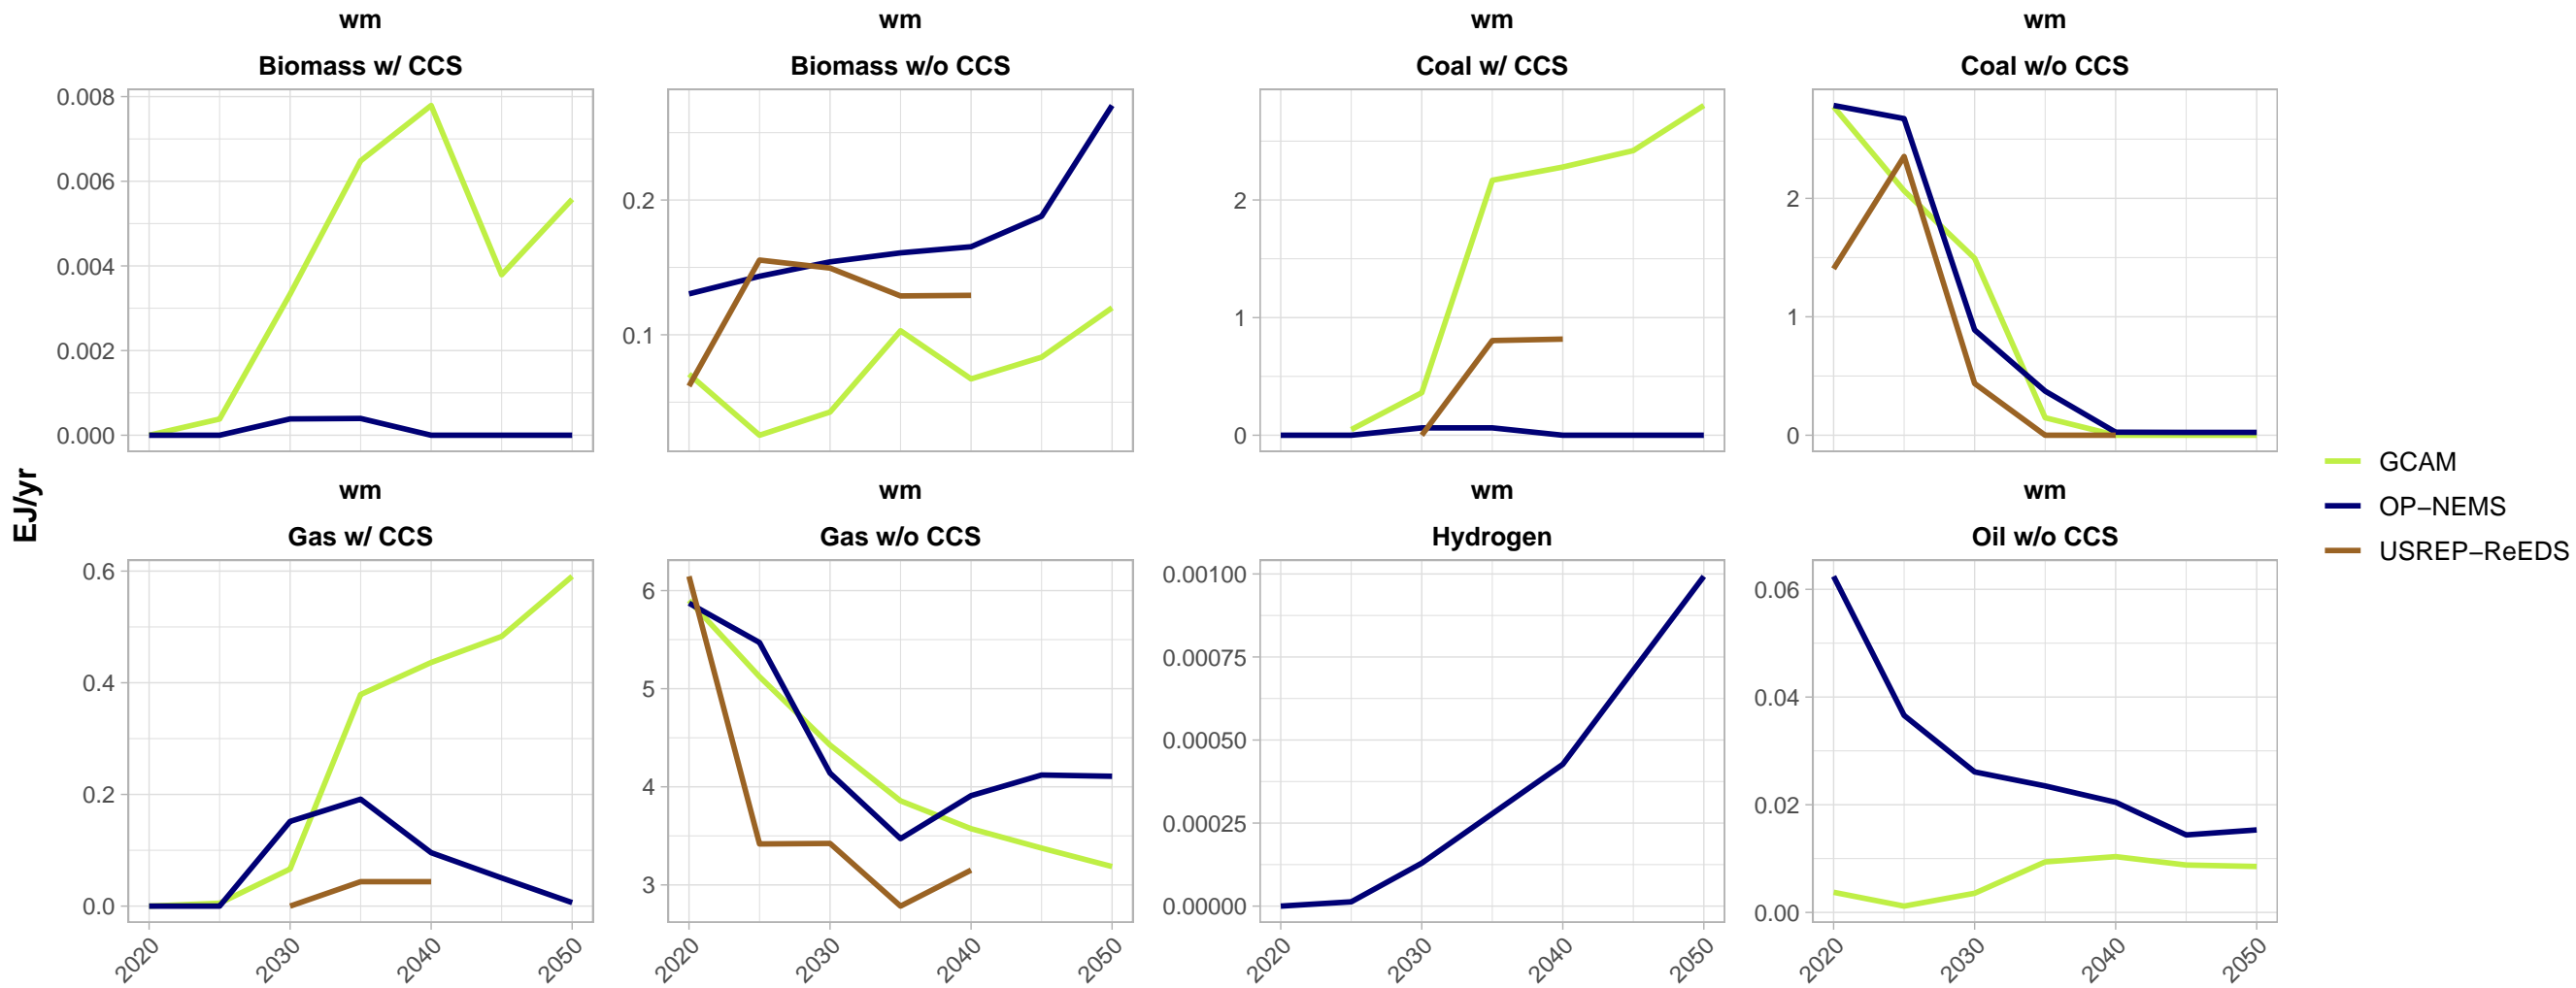 wm
Biomass w/ CCS
wm
Biomass w/o CCS
wm
Coal w/ CCS
wm
Coal w/o CCS
0.008
0.006
0.004
0.002
0.000
0.2
0.1
2
1
0
2
1
0
EJ/yr
wm
Gas w/ CCS
wm
Gas w/o CCS
wm
Hydrogen
wm
Oil w/o CCS
0.6
0.4
0.2
0.0
6
5
4
3
0.00100
0.00075
0.00050
0.00025
0.00000
0.06
0.04
0.02
0.00
2020
2030
2040
2050
2020
2030
2040
2050
2020
2030
2040
2050
2020
2030
2040
2050
GCAM
OP−NEMS
USREP−ReEDS